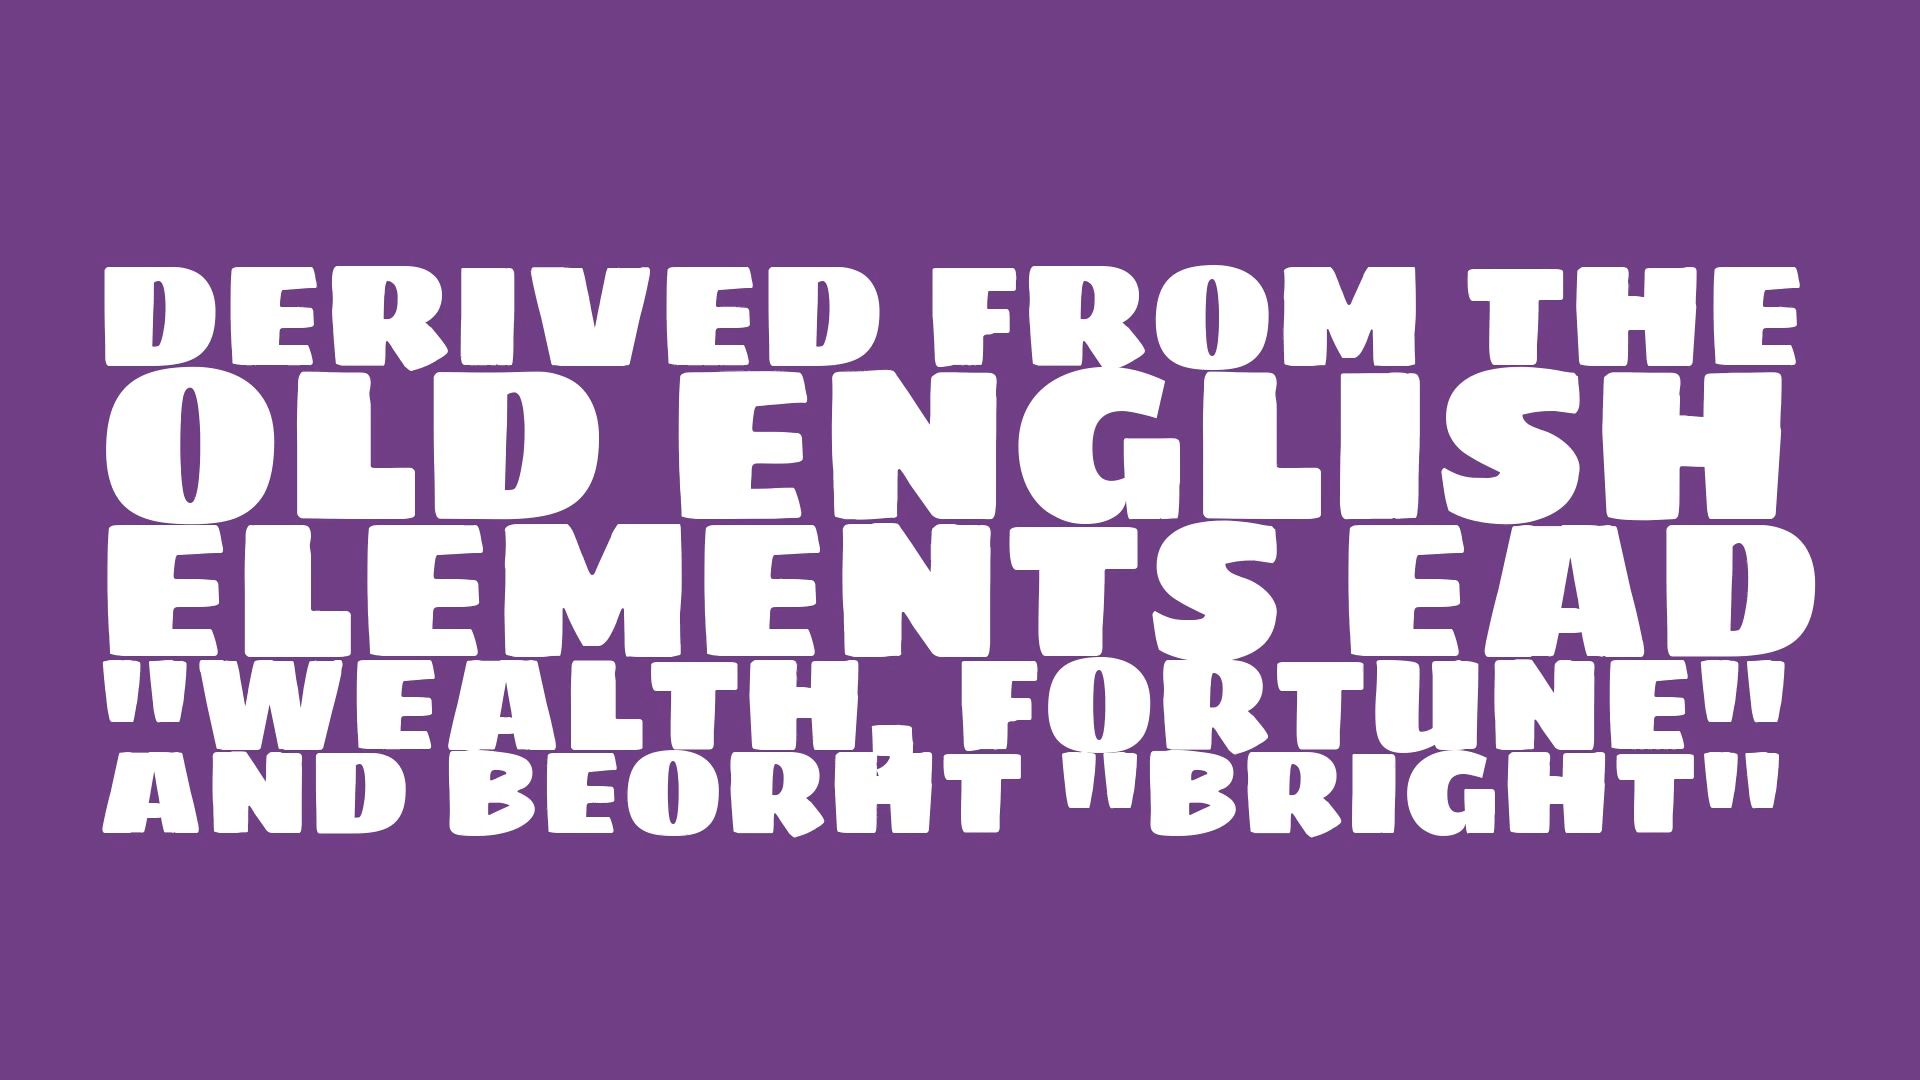 DERIVED FROM THE
OLD ENGLISH
ELEMENTS EAD
"WEALTH, FORTUNE"
AND BEORHT "BRIGHT"